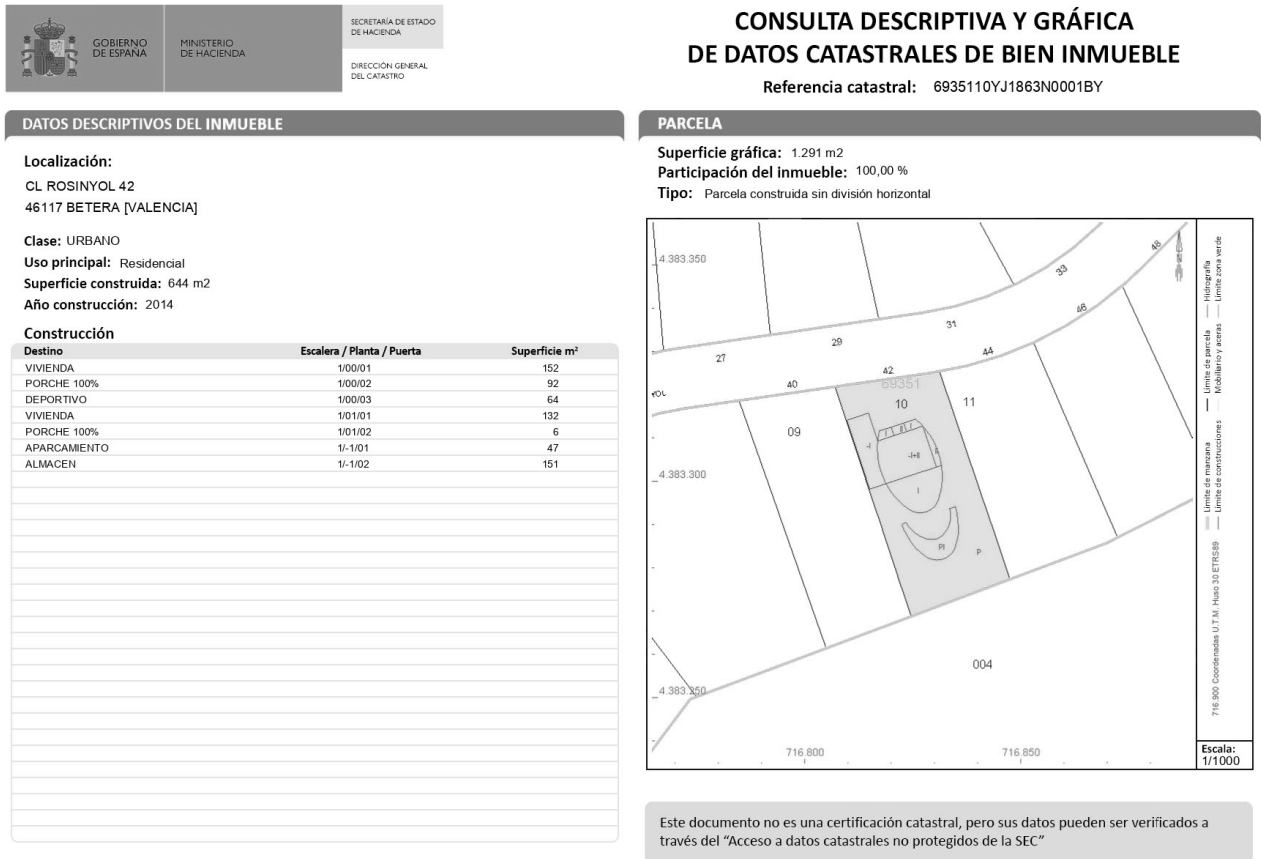 GOBIERNO
DE ESPAÑA
MINISTERIO
DE HACIENDA
SECRETARÍA DE ESTADO
DE HACIENDA
DIRECCIÓN GENERAL
DEL CATASTRO
CONSULTA DESCRIPTIVA Y GRÁFICA
DE DATOS CATASTRALES DE BIEN INMUEBLE
Referencia catastral: 6935110YJ1863N0001BY
DATOS DESCRIPTIVOS DEL INMUEBLE
Localización:
CL ROSINYOL 42
46117 BETERA [VALENCIA]
Clase: URBANO
Uso principal: Residencial
Superficie construida: 644 m2
Año construcción: 2014
Construcción
Destino Escalera / Planta / Puerta Superficie m²
VIVIENDA 1/00/01 152
PORCHE 100% 1/00/02 92
DEPORTIVO 1/00/03 64
VIVIENDA 1/01/01 132
PORCHE 100% 1/01/02 6
APARCAMIENTO 1/-1/01 47
ALMACEN 1/-1/02 151
PARCELA
Superficie gráfica: 1.291 m2
Participación del inmueble: 100,00 %
Tipo: Parcela construida sin división horizontal
4.383.350
48
33
46
31
29
44
27
42
40
69351
YOL
10
11
09
-I
-I+II
I
4.383.300
PI
P
004
4.383.250
716.800
716.850
Hidrografía
Límite zona verde
Límite de parcela
Mobiliario y aceras
Límite de manzana
Límite de construcciones
716.900 Coordenadas U.T.M. Huso 30 ETRS89
Escala:
1/1000
Este documento no es una certificación catastral, pero sus datos pueden ser verificados a
través del “Acceso a datos catastrales no protegidos de la SEC”